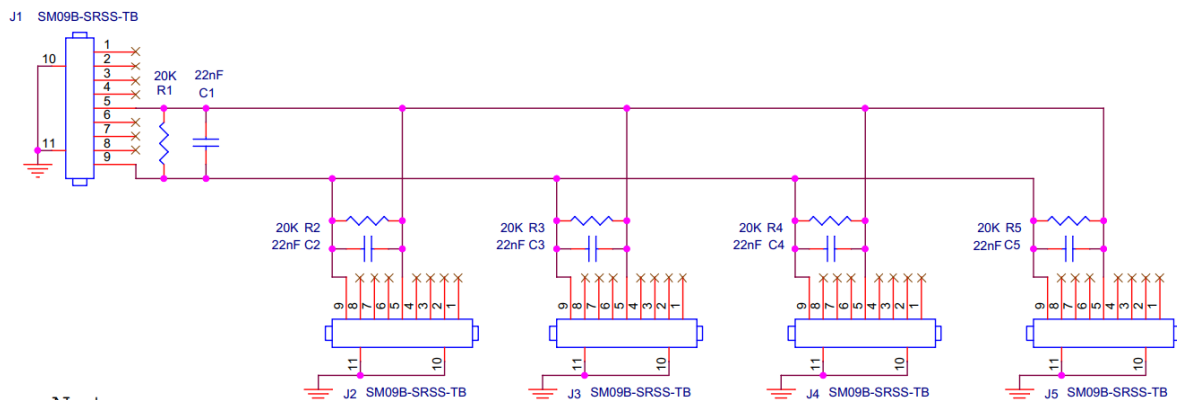 J1 SM09B-SRSS-TB
1
2
3
4
5
6
7
8
9
10
11
20K
R1
22nF
C1
20K R2
22nF C2
20K R3
22nF C3
20K R4
22nF C4
20K R5
22nF C5
9 8 7 6 5 4 3 2 1
9 8 7 6 5 4 3 2 1
9 8 7 6 5 4 3 2 1
9 8 7 6 5 4 3 2 1
11 10
11 10
11 10
11 10
J2 SM09B-SRSS-TB
J3 SM09B-SRSS-TB
J4 SM09B-SRSS-TB
J5 SM09B-SRSS-TB